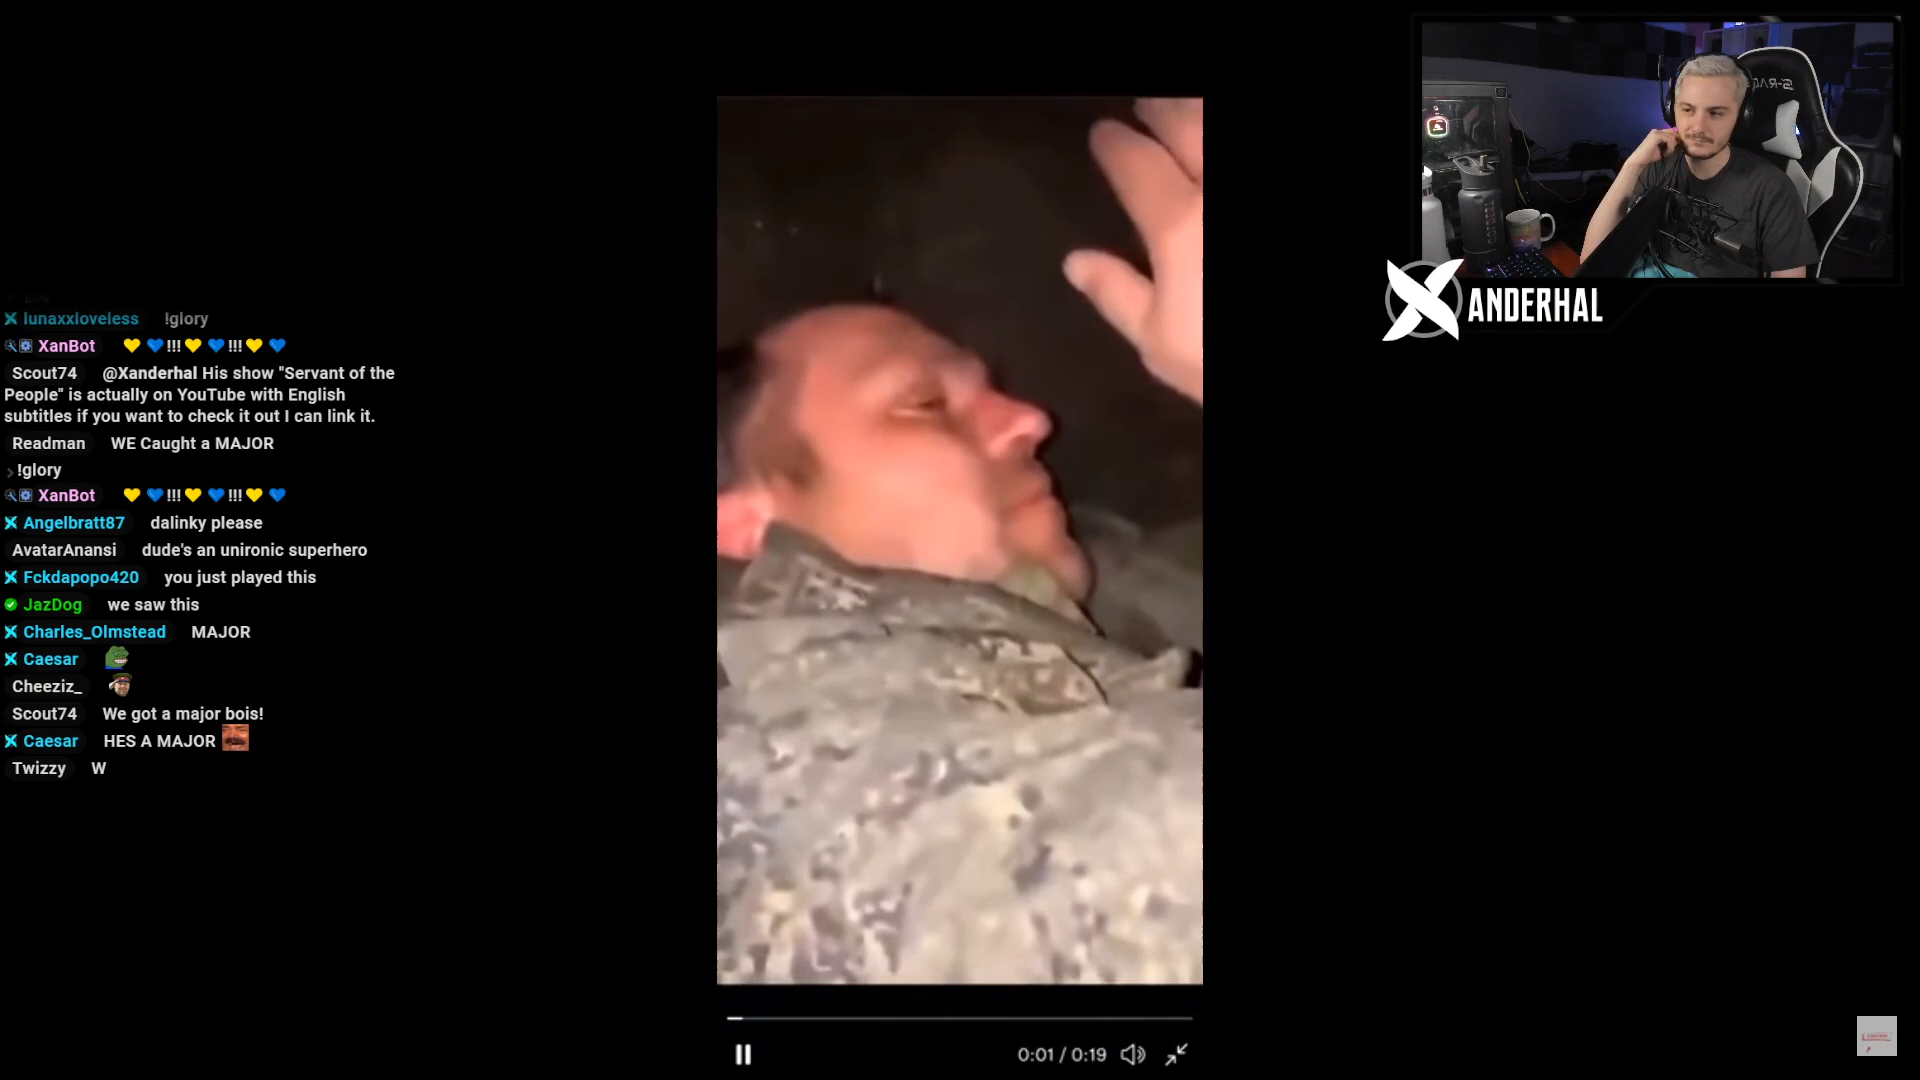 lunaxxloveless !glory
XanBot 💛 💙 !!! 💛 💙 !!! 💛 💙
Scout74 @Xanderhal His show "Servant of the
People" is actually on YouTube with English
subtitles if you want to check it out I can link it.
Readman WE Caught a MAJOR
!glory
XanBot 💛 💙 !!! 💛 💙 !!! 💛 💙
Angelbratt87 dalinky please
AvatarAnansi dude's an unironic superhero
Fckdapopo420 you just played this
JazDog we saw this
Charles_Olmstead MAJOR
Caesar
Cheeziz_
Scout74 We got a major bois!
Caesar HES A MAJOR
Twizzy W
XANDERHAL
0:01 / 0:19